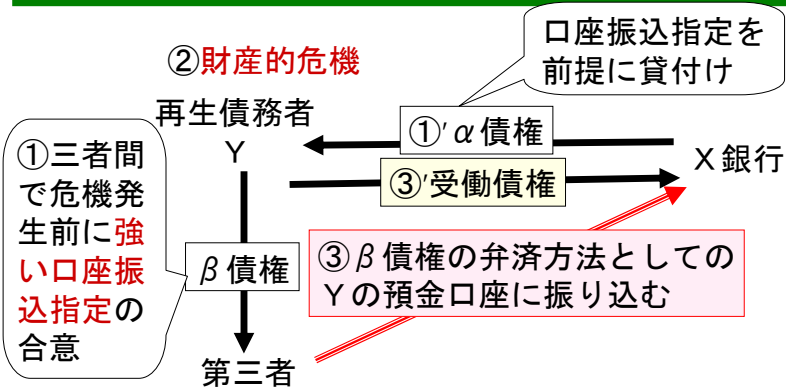 口座振込指定を
前提に貸付け
②財産的危機
再生債務者
Y
①′α債権
X銀行
③′受働債権
①三者間
で危機発
生前に強
い口座振
込指定の
合意
β債権
③β債権の弁済方法としての
Yの預金口座に振り込む
第三者